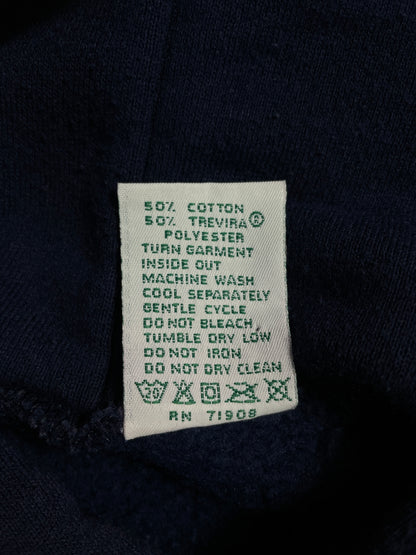 50% COTTON
50% TREVIRA®
POLYESTER
TURN GARMENT
INSIDE OUT
MACHINE WASH
COOL SEPARATELY
GENTLE CYCLE
DO NOT BLEACH
TUMBLE DRY LOW
DO NOT IRON
DO NOT DRY CLEAN
30
RN 71908